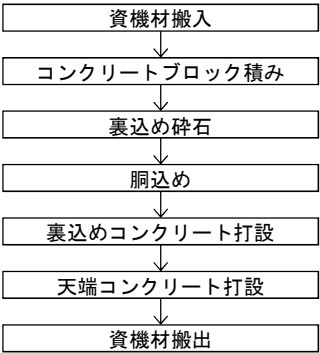 資機材搬入
コンクリートブロック積み
裏込め砕石
胴込め
裏込めコンクリート打設
天端コンクリート打設
資機材搬出